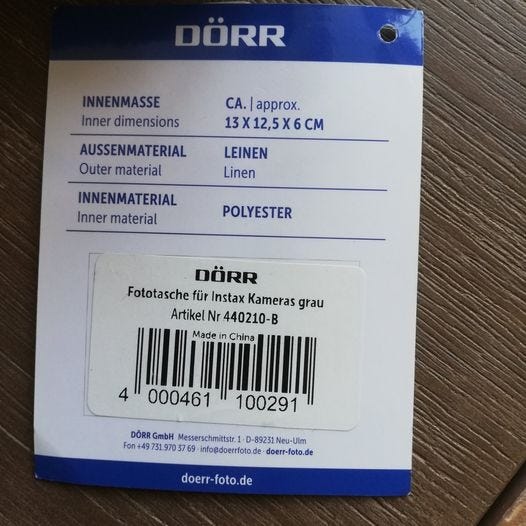 DÖRR
INNENMASSE CA. | approx.
Inner dimensions 13 X 12,5 X 6 CM
AUSSENMATERIAL LEINEN
Outer material Linen
INNENMATERIAL POLYESTER
Inner material
DÖRR
Fototasche für Instax Kameras grau
Artikel Nr 440210-B
Made in China
4 000461 100291
DÖRR GmbH Messerschmittstr. 1 · D-89231 Neu-Ulm
Fon +49 731.970 37 69 · info@doerrfoto.de · doerr-foto.de
doerr-foto.de